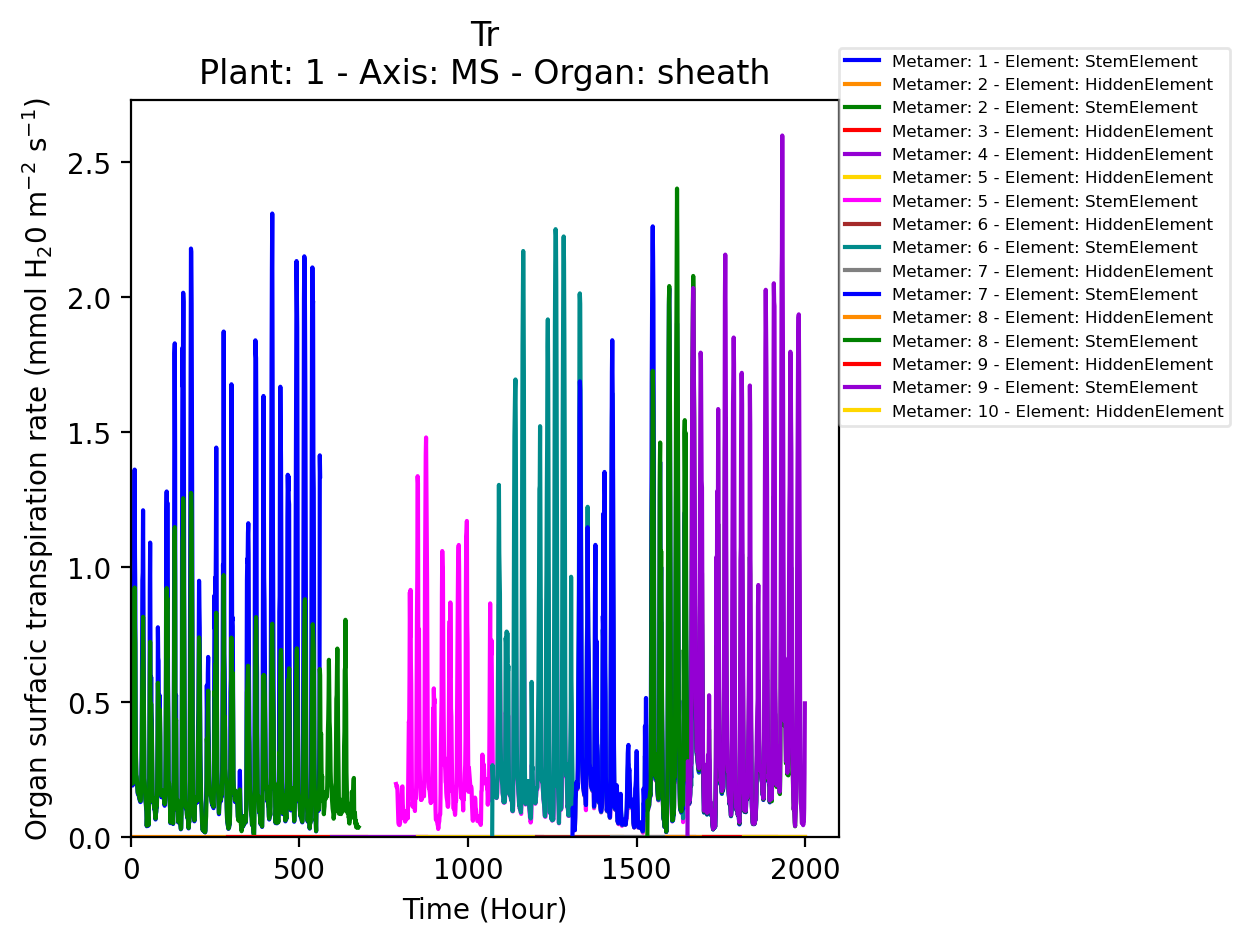 Tr
Plant: 1 - Axis: MS - Organ: sheath
Organ surfacic transpiration rate (mmol H₂0 m⁻² s⁻¹)
2.5
2.0
1.5
1.0
0.5
0.0
0 500 1000 1500 2000
Time (Hour)
Metamer: 1 - Element: StemElement
Metamer: 2 - Element: HiddenElement
Metamer: 2 - Element: StemElement
Metamer: 3 - Element: HiddenElement
Metamer: 4 - Element: HiddenElement
Metamer: 5 - Element: HiddenElement
Metamer: 5 - Element: StemElement
Metamer: 6 - Element: HiddenElement
Metamer: 6 - Element: StemElement
Metamer: 7 - Element: HiddenElement
Metamer: 7 - Element: StemElement
Metamer: 8 - Element: HiddenElement
Metamer: 8 - Element: StemElement
Metamer: 9 - Element: HiddenElement
Metamer: 9 - Element: StemElement
Metamer: 10 - Element: HiddenElement